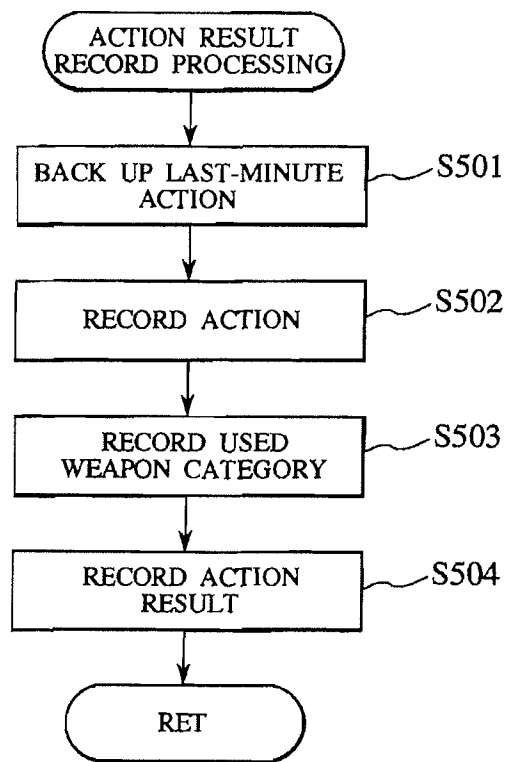 ACTION RESULT
RECORD PROCESSING
BACK UP LAST-MINUTE
ACTION
S501
RECORD ACTION
S502
RECORD USED
WEAPON CATEGORY
S503
RECORD ACTION
RESULT
S504
RET